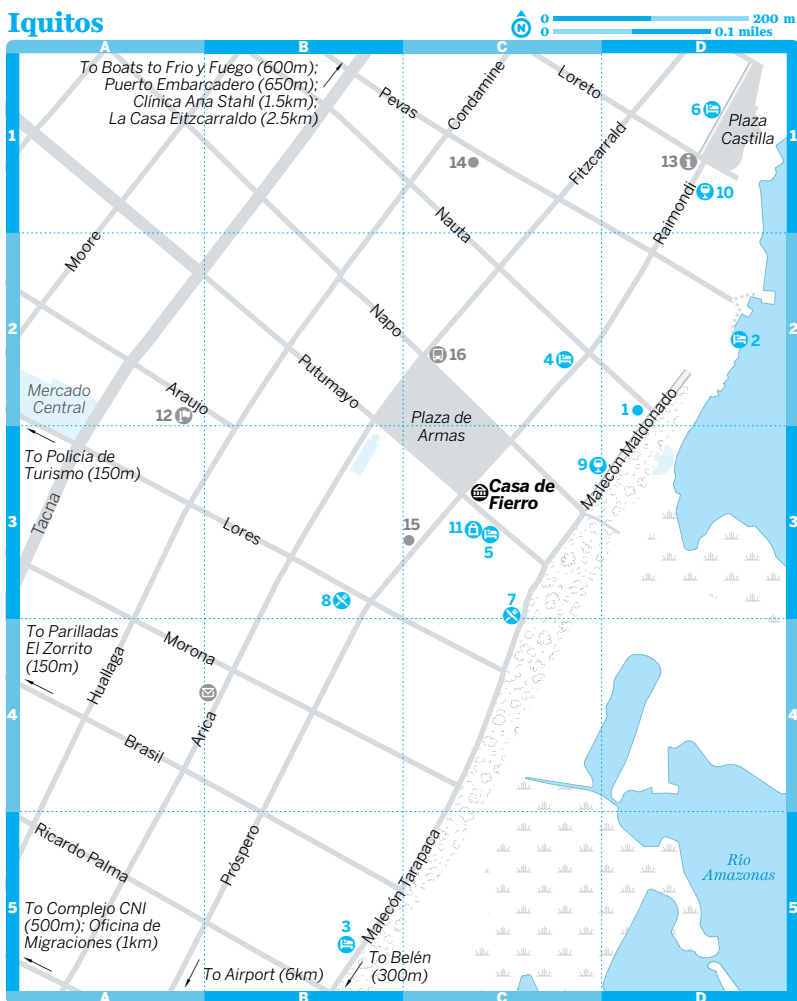 Iquitos
N
0 200 m
0 0.1 miles
A B C D
To Boats to Frio y Fuego (600m);
Puerto Embarcadero (650m);
Clínica Ana Stahl (1.5km);
La Casa Eitzcarraldo (2.5km)
Pevas
Condamine
Loreto
Fitzcarrald
6
Plaza
Castilla
1 1
14
13
i
10
Raimondi
Nauta
Moore
Napo
2 2
16
4
2
Putumayo
Mercado
Central
Araujo
12
Plaza de
Armas
1
Malecón Maldonado
To Policía de
Turismo (150m)
9
Casa de
Fierro
Tacna
3 3
Lores
15
11
5
8
7
To Parilladas
El Zorrito
(150m)
Morona
Huallaga
4 4
Arica
Brasil
Ricardo Palma
Próspero
Malecón Tarapaca
Río
Amazonas
5 5
To Complejo CNI
(500m); Oficina de
Migraciones (1km)
3
To Airport (6km)
To Belén
(300m)
A B C D